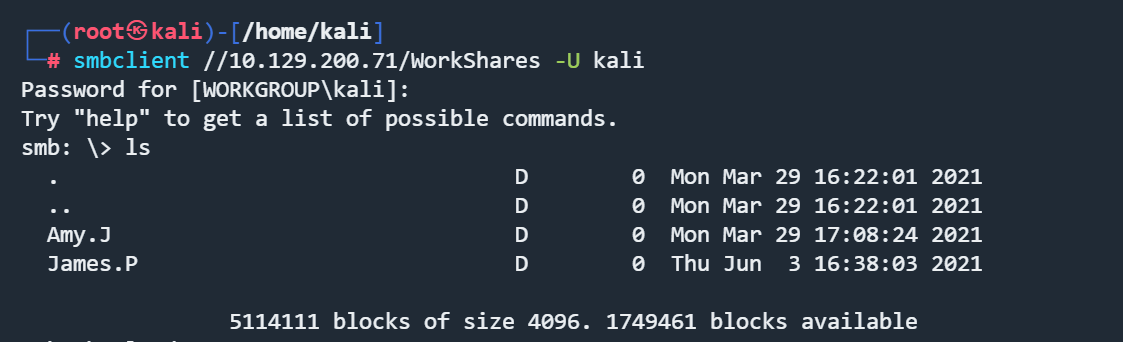 ┌──(root㉿kali)-[/home/kali]
└─# smbclient //10.129.200.71/WorkShares -U kali
Password for [WORKGROUP\kali]:
Try "help" to get a list of possible commands.
smb: \> ls
  .                                   D        0  Mon Mar 29 16:22:01 2021
  ..                                  D        0  Mon Mar 29 16:22:01 2021
  Amy.J                               D        0  Mon Mar 29 17:08:24 2021
  James.P                             D        0  Thu Jun  3 16:38:03 2021
                5114111 blocks of size 4096. 1749461 blocks available